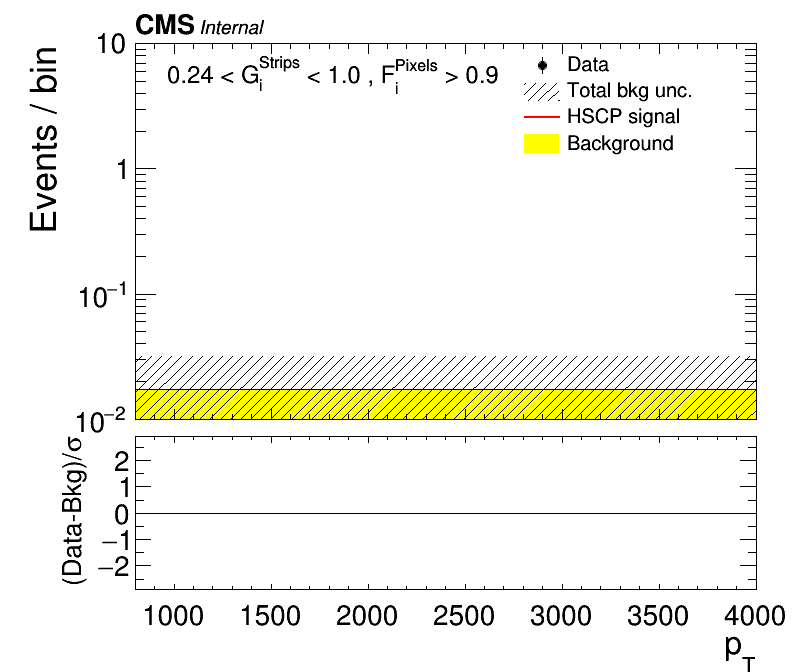 CMS Internal
0.24 < G_i^Strips < 1.0 , F_i^Pixels > 0.9
Data
Total bkg unc.
HSCP signal
Background
Events / bin
10
1
10^−1
10^−2
(Data-Bkg)/σ
2
1
0
−1
−2
1000 1500 2000 2500 3000 3500 4000
p_T